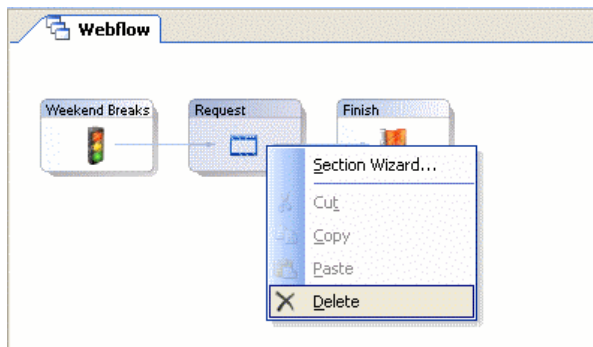 Webflow
Weekend Breaks
Request
Finish
Section Wizard...
Cut
Copy
Paste
Delete